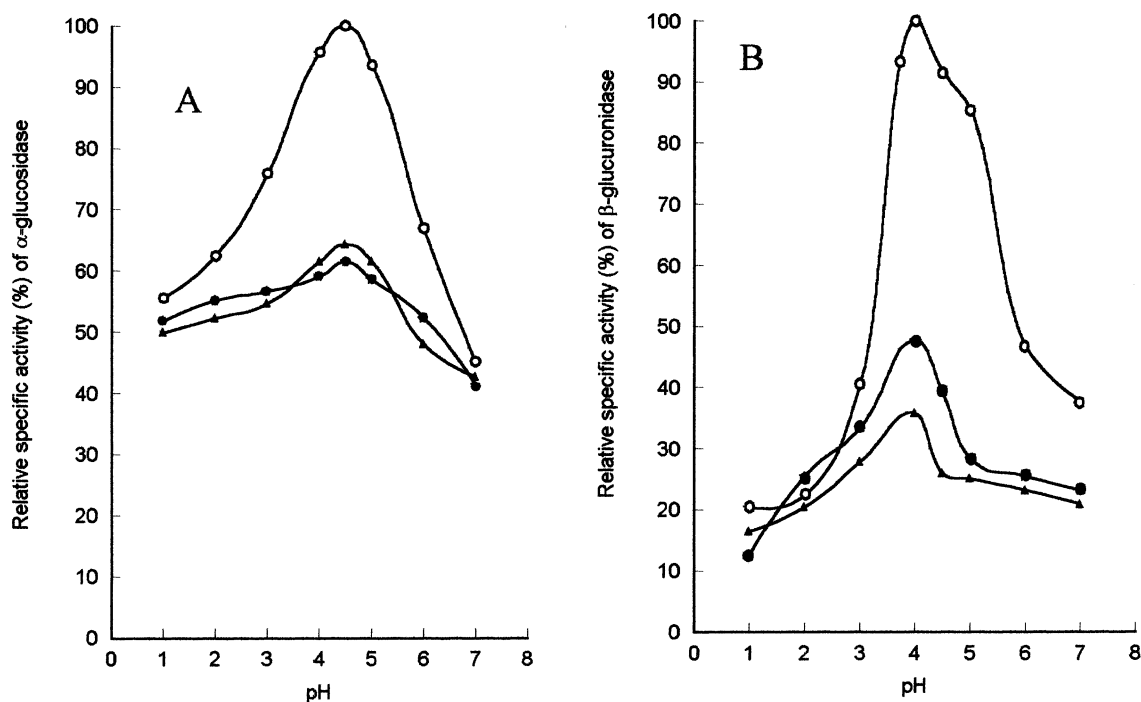 A
Relative specific activity (%) of α-glucosidase
100
90
80
70
60
50
40
30
20
10
0
0 1 2 3 4 5 6 7 8
pH
B
Relative specific activity (%) of β-glucuronidase
100
90
80
70
60
50
40
30
20
10
0
0 1 2 3 4 5 6 7 8
pH